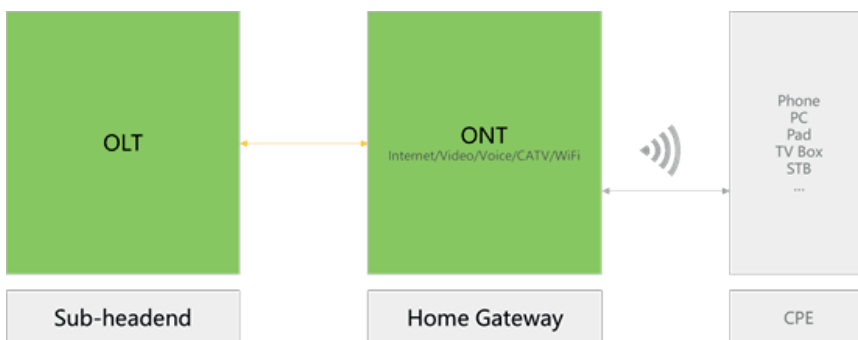 OLT
ONT
Internet/Video/Voice/CATV/WiFi
Phone
PC
Pad
TV Box
STB
...
Sub-headend
Home Gateway
CPE